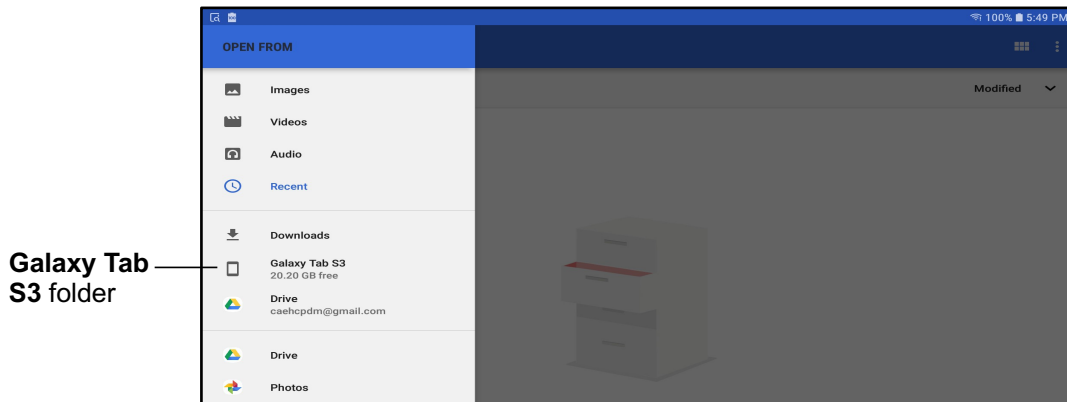 100% 5:49 PM
OPEN FROM
Images
Modified
Videos
Audio
Recent
Downloads
Galaxy Tab S3
20.20 GB free
Drive
caehcpdm@gmail.com
Drive
Photos
Galaxy Tab
S3 folder